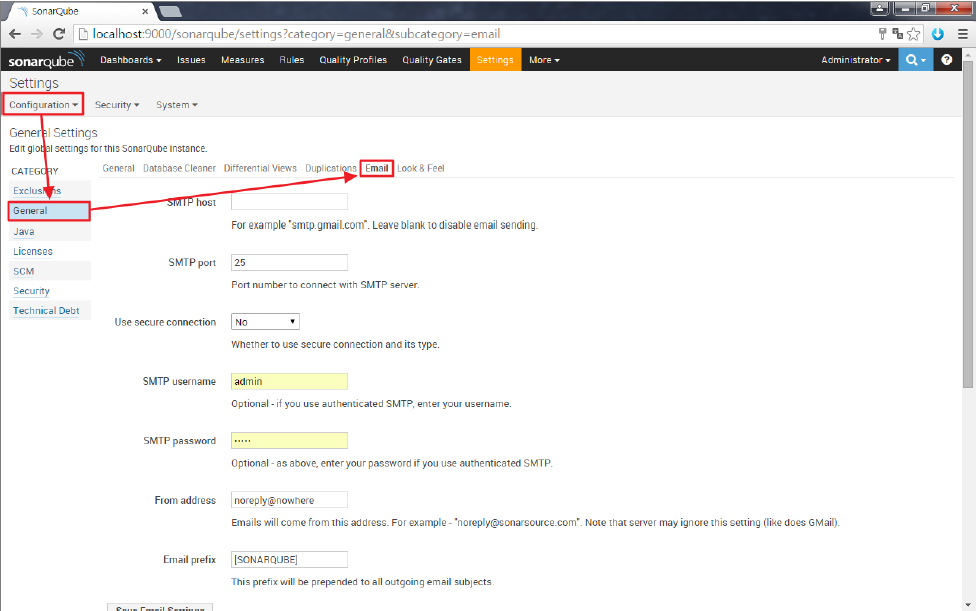 SonarQube
localhost:9000/sonarqube/settings?category=general&subcategory=email
sonarqube Dashboards Issues Measures Rules Quality Profiles Quality Gates Settings More Administrator ?
Settings
Configuration Security System
General Settings
Edit global settings for this SonarQube instance.
CATEGORY
Exclusions
General
Java
Licenses
SCM
Security
Technical Debt
General Database Cleaner Differential Views Duplications Email Look & Feel
SMTP host
For example "smtp.gmail.com". Leave blank to disable email sending.
SMTP port 25
Port number to connect with SMTP server.
Use secure connection No
Whether to use secure connection and its type.
SMTP username admin
Optional - if you use authenticated SMTP, enter your username.
SMTP password •••••
Optional - as above, enter your password if you use authenticated SMTP.
From address noreply@nowhere
Emails will come from this address. For example - "noreply@sonarsource.com". Note that server may ignore this setting (like does GMail).
Email prefix [SONARQUBE]
This prefix will be prepended to all outgoing email subjects.
Save Email Settings